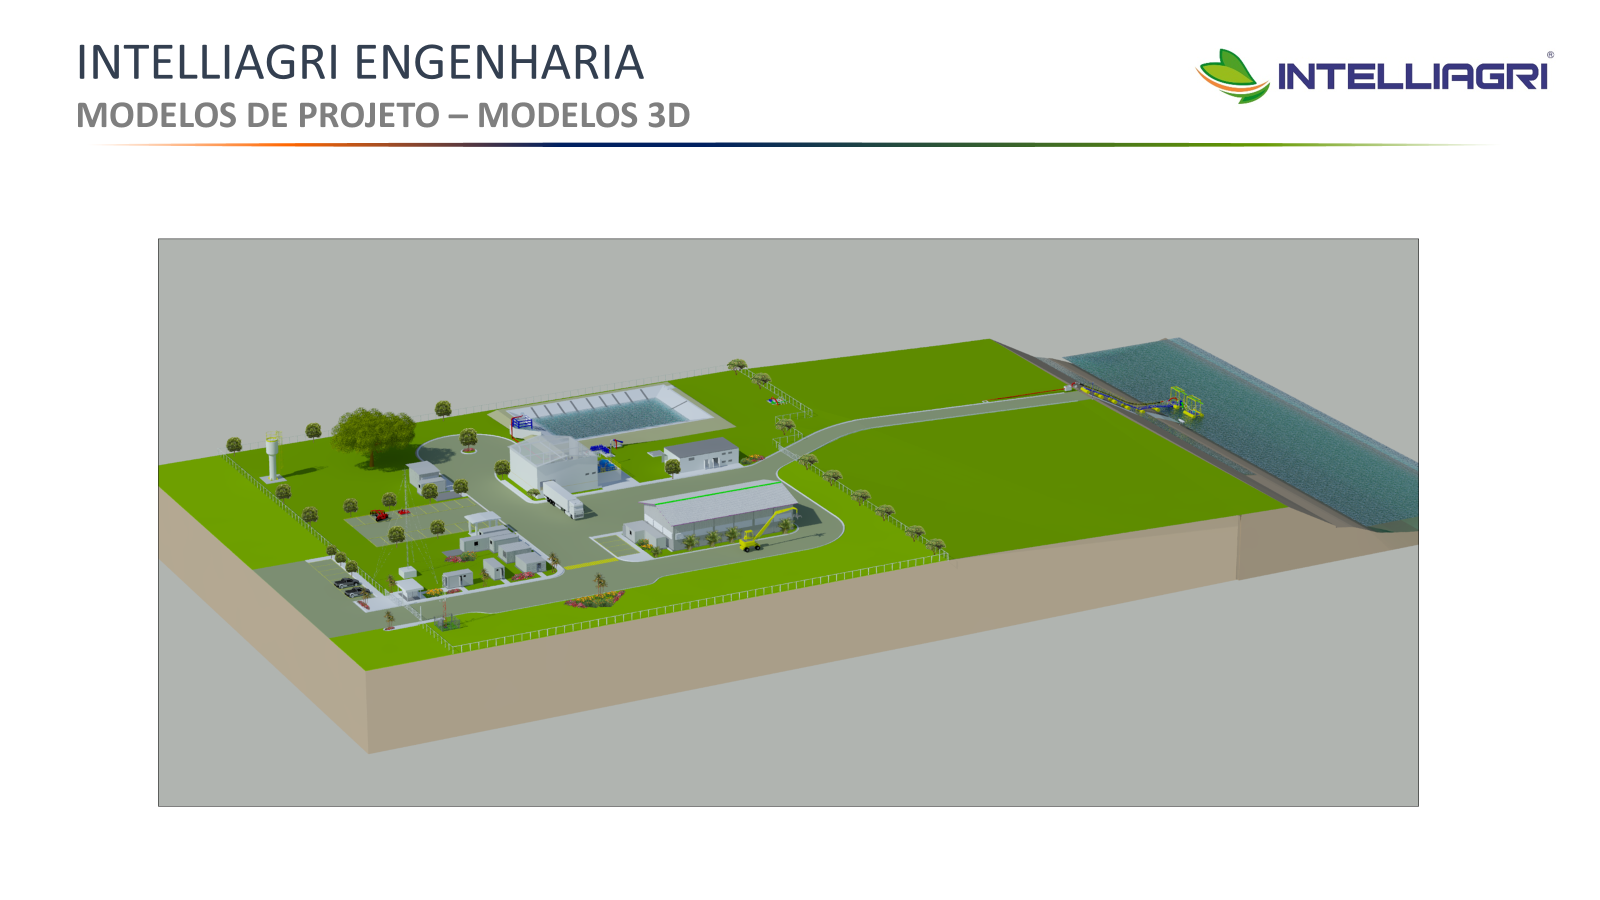 INTELLIAGRI ENGENHARIA
MODELOS DE PROJETO – MODELOS 3D
INTELLIAGRI®